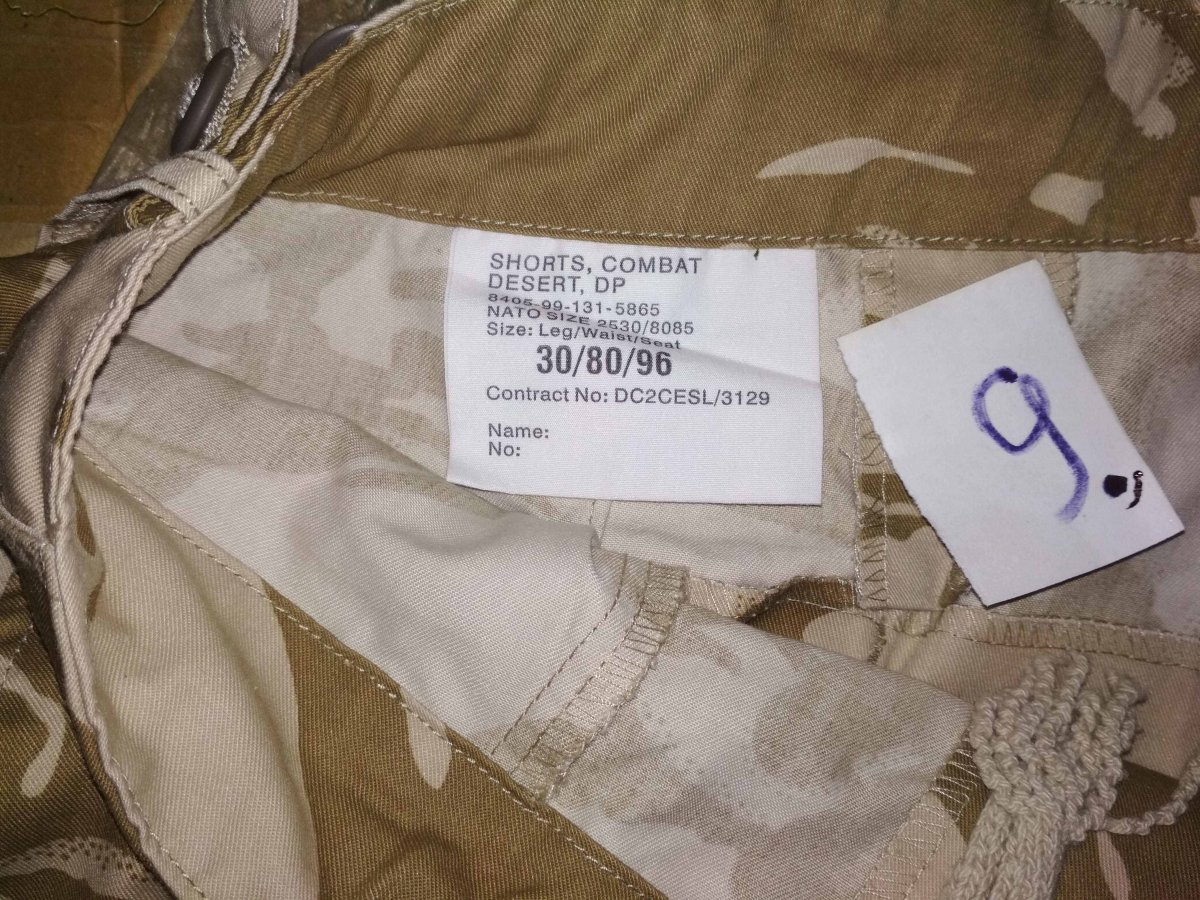 SHORTS, COMBAT
DESERT, DP
8405-99-131-5865
NATO SIZE 2530/8085
Size: Leg/Waist/Seat
30/80/96
Contract No: DC2CESL/3129
Name:
No:
9.